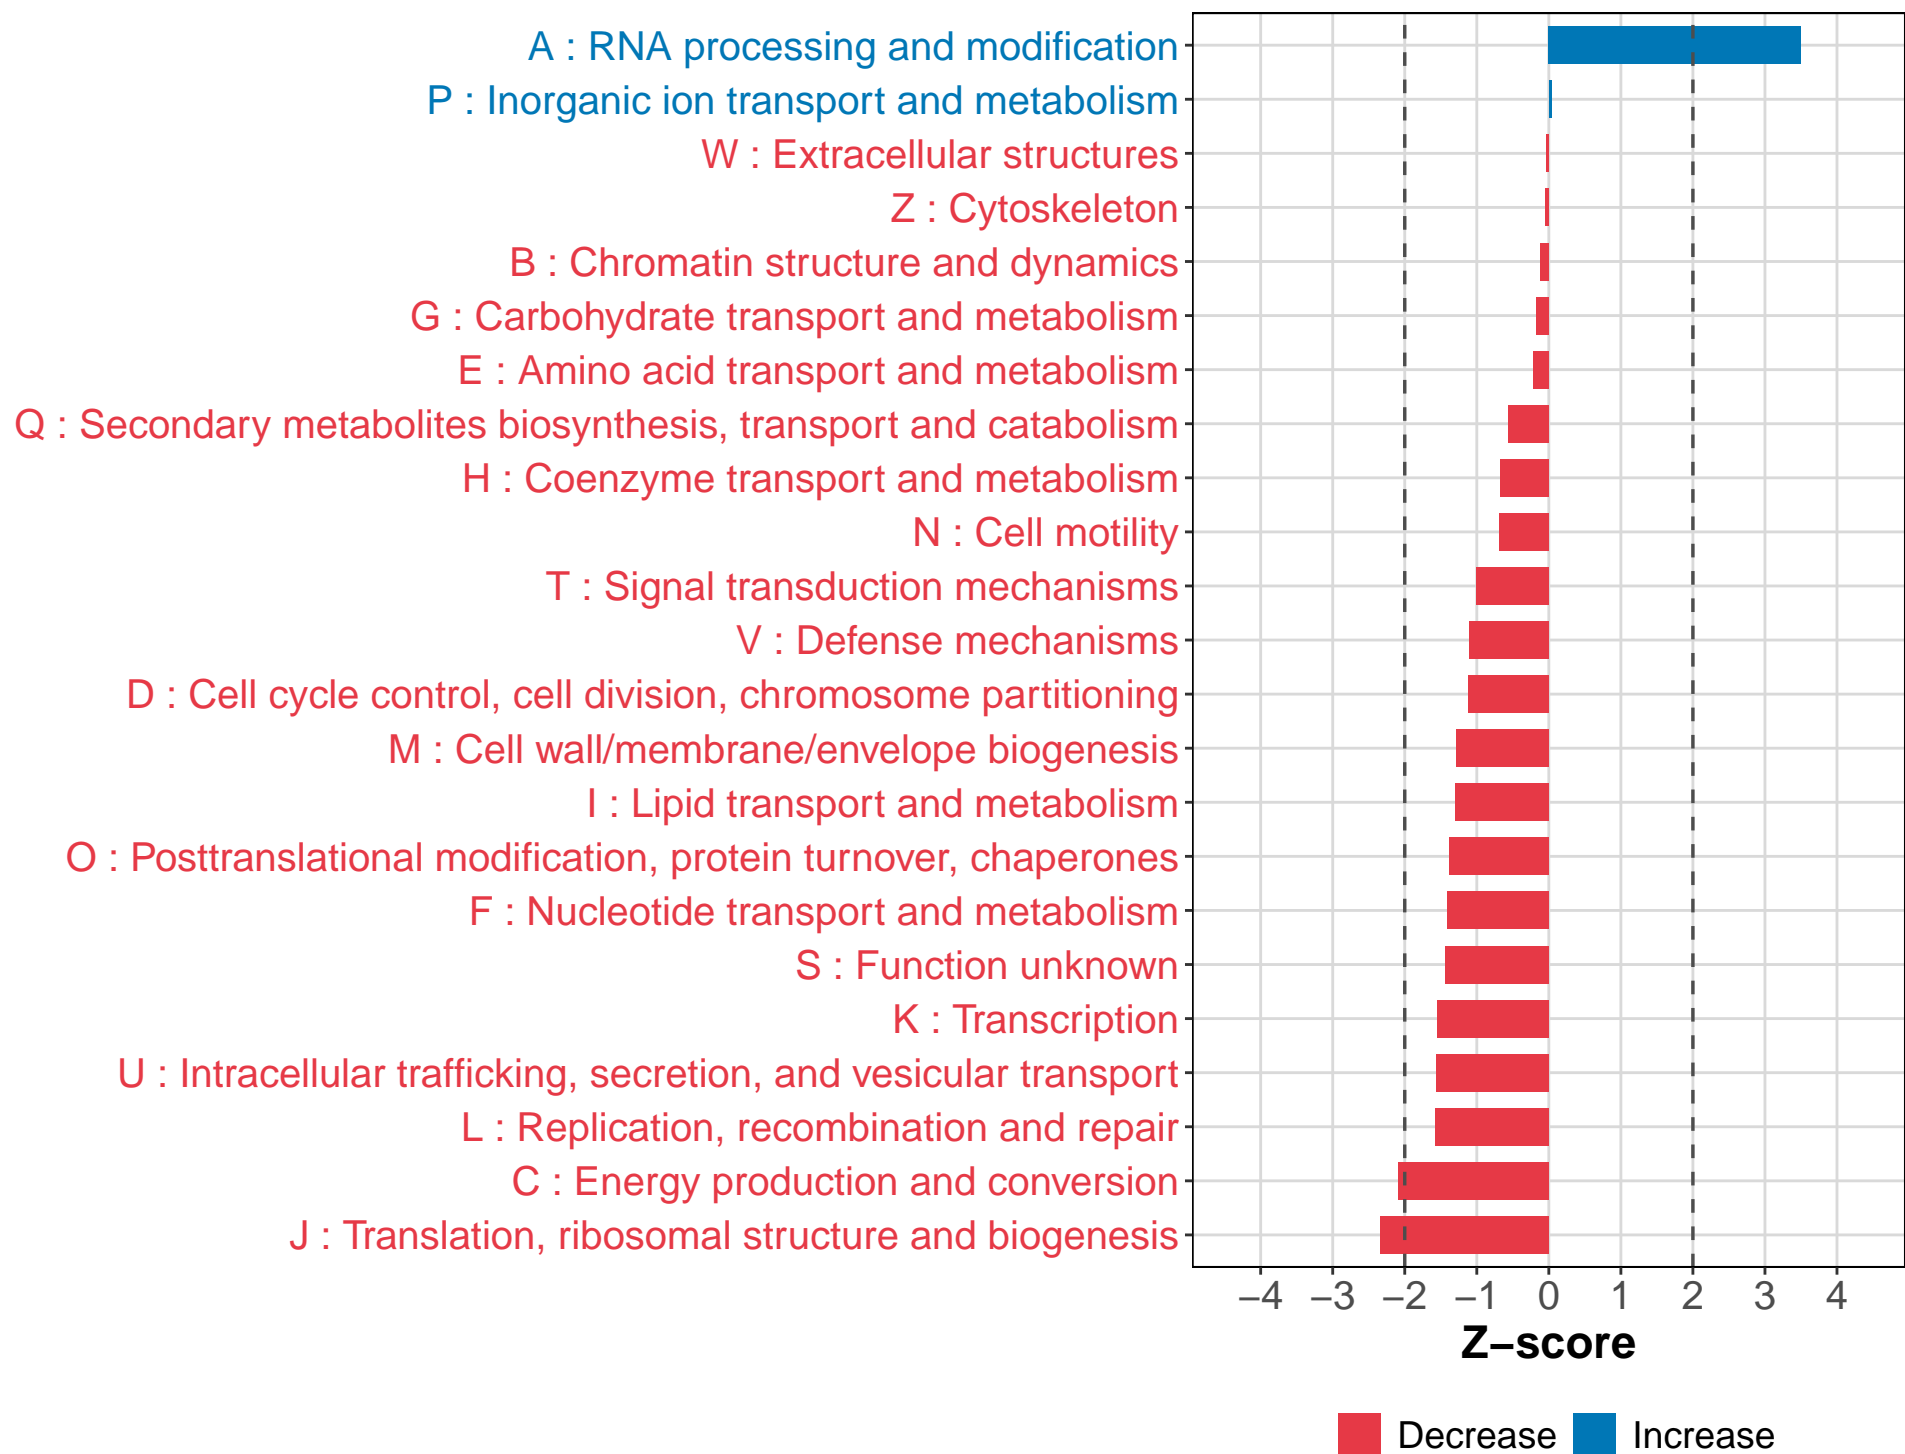 A : RNA processing and modification
P : Inorganic ion transport and metabolism
W : Extracellular structures
Z : Cytoskeleton
B : Chromatin structure and dynamics
G : Carbohydrate transport and metabolism
E : Amino acid transport and metabolism
Q : Secondary metabolites biosynthesis, transport and catabolism
H : Coenzyme transport and metabolism
N : Cell motility
T : Signal transduction mechanisms
V : Defense mechanisms
D : Cell cycle control, cell division, chromosome partitioning
M : Cell wall/membrane/envelope biogenesis
I : Lipid transport and metabolism
O : Posttranslational modification, protein turnover, chaperones
F : Nucleotide transport and metabolism
S : Function unknown
K : Transcription
U : Intracellular trafficking, secretion, and vesicular transport
L : Replication, recombination and repair
C : Energy production and conversion
J : Translation, ribosomal structure and biogenesis
−4 −3 −2 −1 0 1 2 3 4
Z−score
Decrease Increase